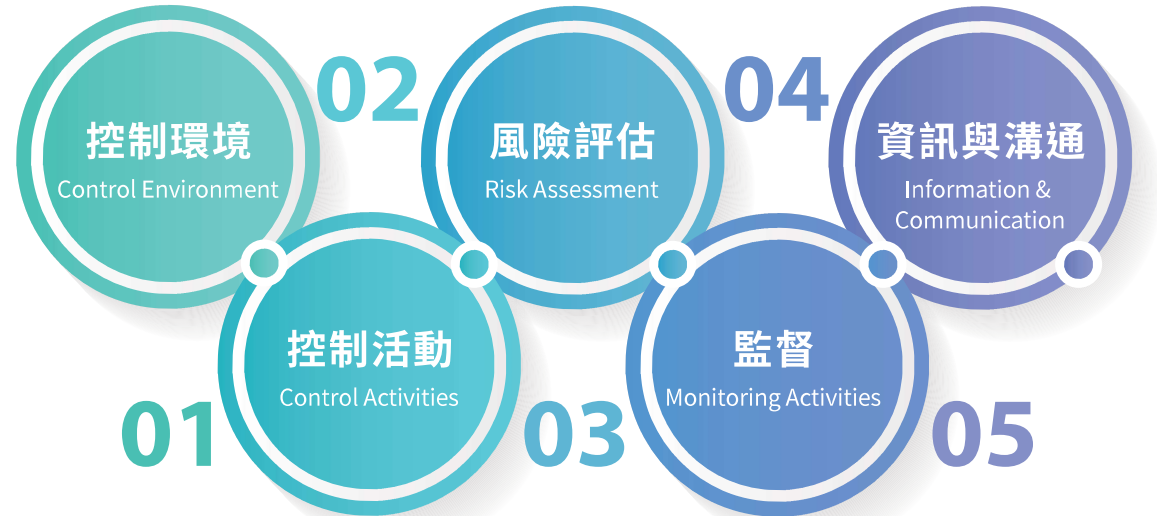 控制環境
Control Environment
01
02
控制活動
Control Activities
風險評估
Risk Assessment
03
04
監督
Monitoring Activities
資訊與溝通
Information &
Communication
05